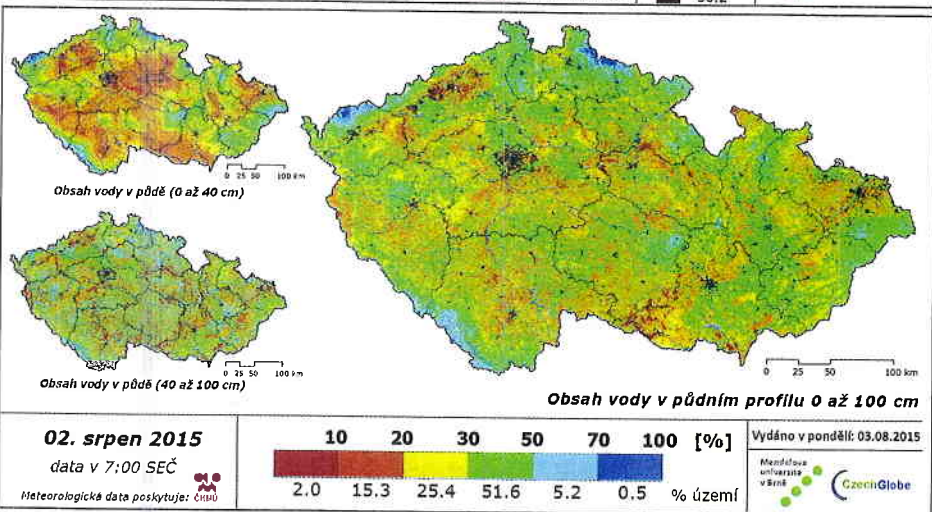 0 25 50 100 km
Obsah vody v půdě (0 až 40 cm)
0 25 50 100 km
Obsah vody v půdě (40 až 100 cm)
0 25 50 100 km
Obsah vody v půdním profilu 0 až 100 cm
02. srpen 2015
data v 7:00 SEČ
Meteorologická data poskytuje: ČHMÚ
10 20 30 50 70 100 [%]
2.0 15.3 25.4 51.6 5.2 0.5 % území
Vydáno v pondělí: 03.08.2015
Mendelova
univerzita
v Brně
CzechGlobe